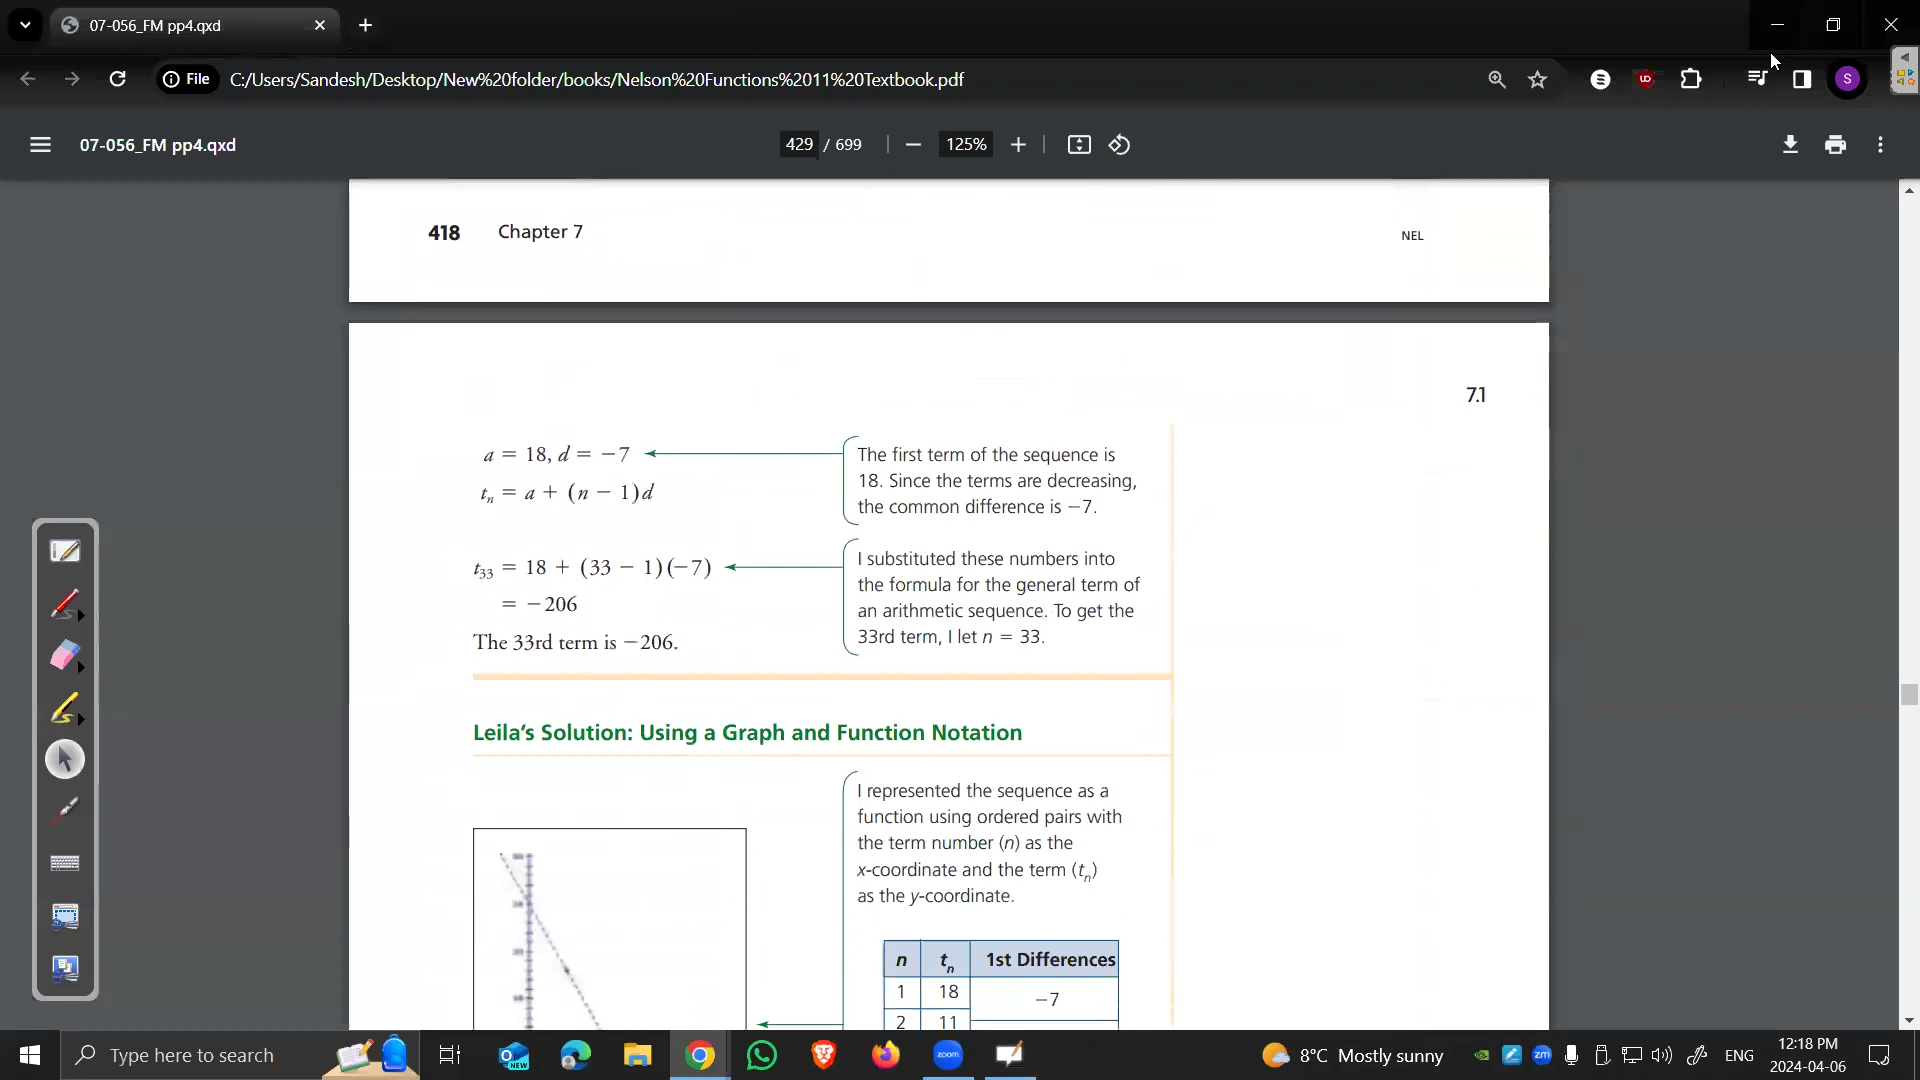 07-056_FM pp4.qxd
File
C:/Users/Sandesh/Desktop/New%20folder/books/Nelson%20Functions%2011%20Textbook.pdf
S
07-056_FM pp4.qxd
429 / 699
125%
418 Chapter 7
NEL
7.1
a = 18, d = −7
tₙ = a + (n − 1)d
The first term of the sequence is
18. Since the terms are decreasing,
the common difference is −7.
t₃₃ = 18 + (33 − 1)(−7)
= −206
The 33rd term is −206.
I substituted these numbers into
the formula for the general term of
an arithmetic sequence. To get the
33rd term, I let n = 33.
Leila's Solution: Using a Graph and Function Notation
I represented the sequence as a
function using ordered pairs with
the term number (n) as the
x-coordinate and the term (tₙ)
as the y-coordinate.
n tₙ 1st Differences
1 18
−7
2 11
Type here to search
NEW
zoom
8°C Mostly sunny
zm
ENG
12:18 PM
2024-04-06